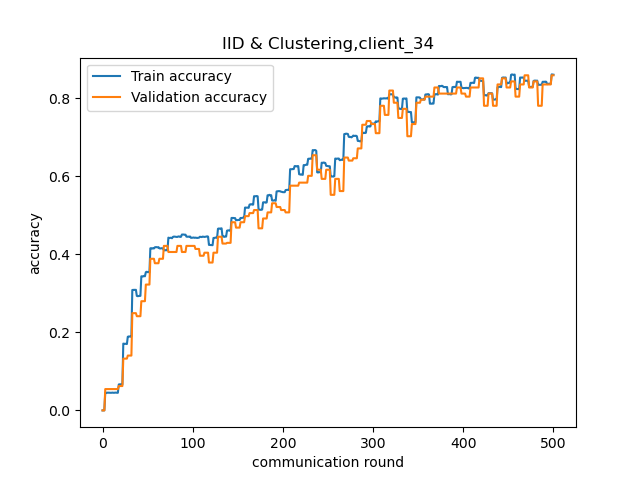 IID & Clustering,client_34
Train accuracy
Validation accuracy
0.8
0.6
0.4
0.2
0.0
accuracy
0 100 200 300 400 500
communication round